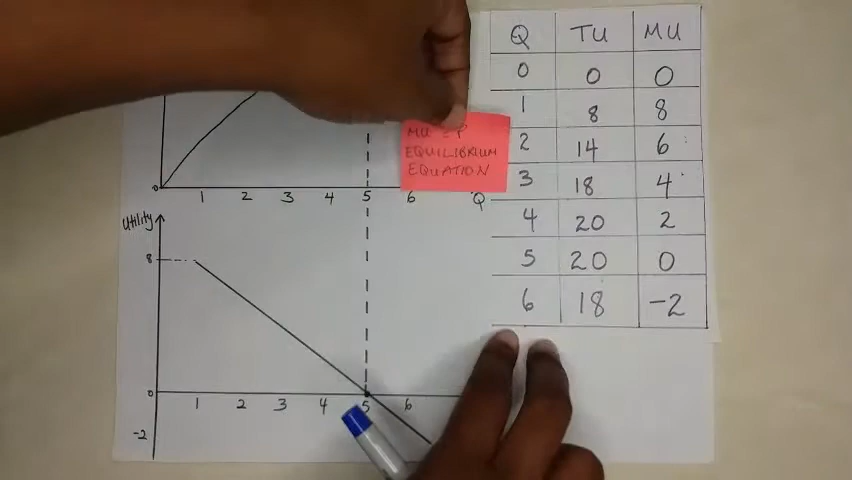 Q TU MU
0 0 0
1 8 8
2 14 6
3 18 4
4 20 2
5 20 0
6 18 -2
MU = P
EQUILIBRIUM
EQUATION
0
1 2 3 4 5 6 Q
Utility
8
0
1 2 3 4 5 6
-2